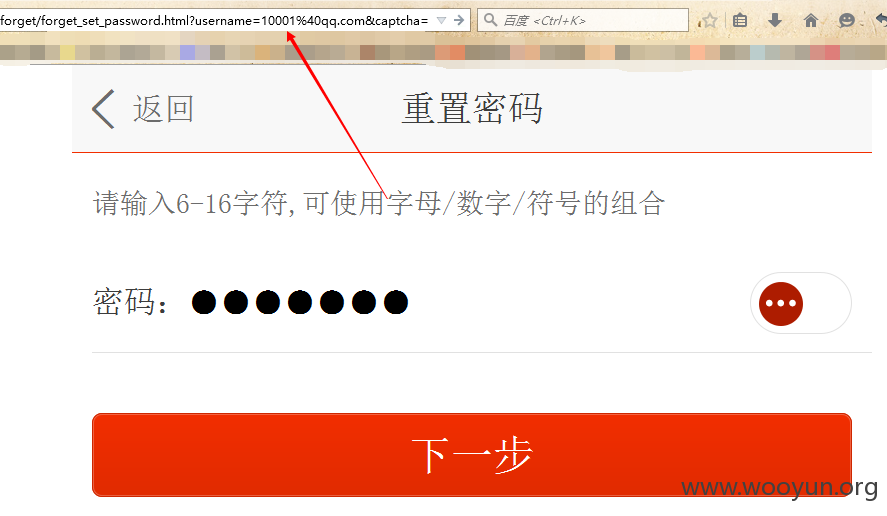 forget/forget_set_password.html?username=10001%40qq.com&captcha=
百度 <Ctrl+K>
返回
重置密码
请输入6-16字符,可使用字母/数字/符号的组合
密码：●●●●●●●
下一步
www.wooyun.org